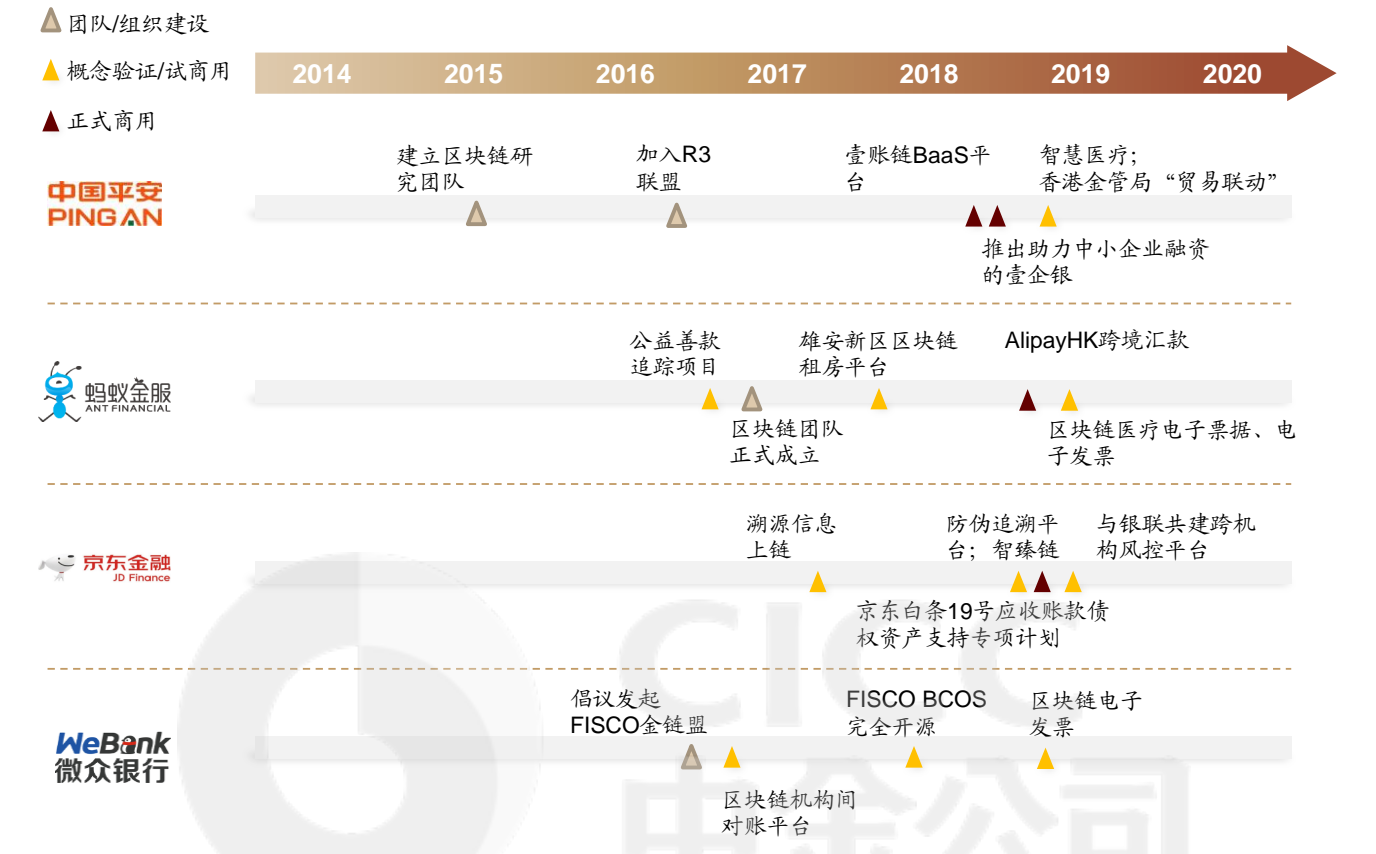 团队/组织建设
概念验证/试商用
正式商用
2014 2015 2016 2017 2018 2019 2020
中国平安
PING AN
建立区块链研
究团队
加入R3
联盟
壹账链BaaS平
台
智慧医疗;
香港金管局“贸易联动”
推出助力中小企业融资
的壹企银
蚂蚁金服
ANT FINANCIAL
公益善款
追踪项目
雄安新区区块链
租房平台
AlipayHK跨境汇款
区块链团队
正式成立
区块链医疗电子票据、电
子发票
京东金融
JD Finance
溯源信息
上链
防伪追溯平
台; 智臻链
与银联共建跨机
构风控平台
京东白条19号应收账款债
权资产支持专项计划
WeBank
微众银行
倡议发起
FISCO金链盟
FISCO BCOS
完全开源
区块链电子
发票
区块链机构间
对账平台
CICC
中金公司